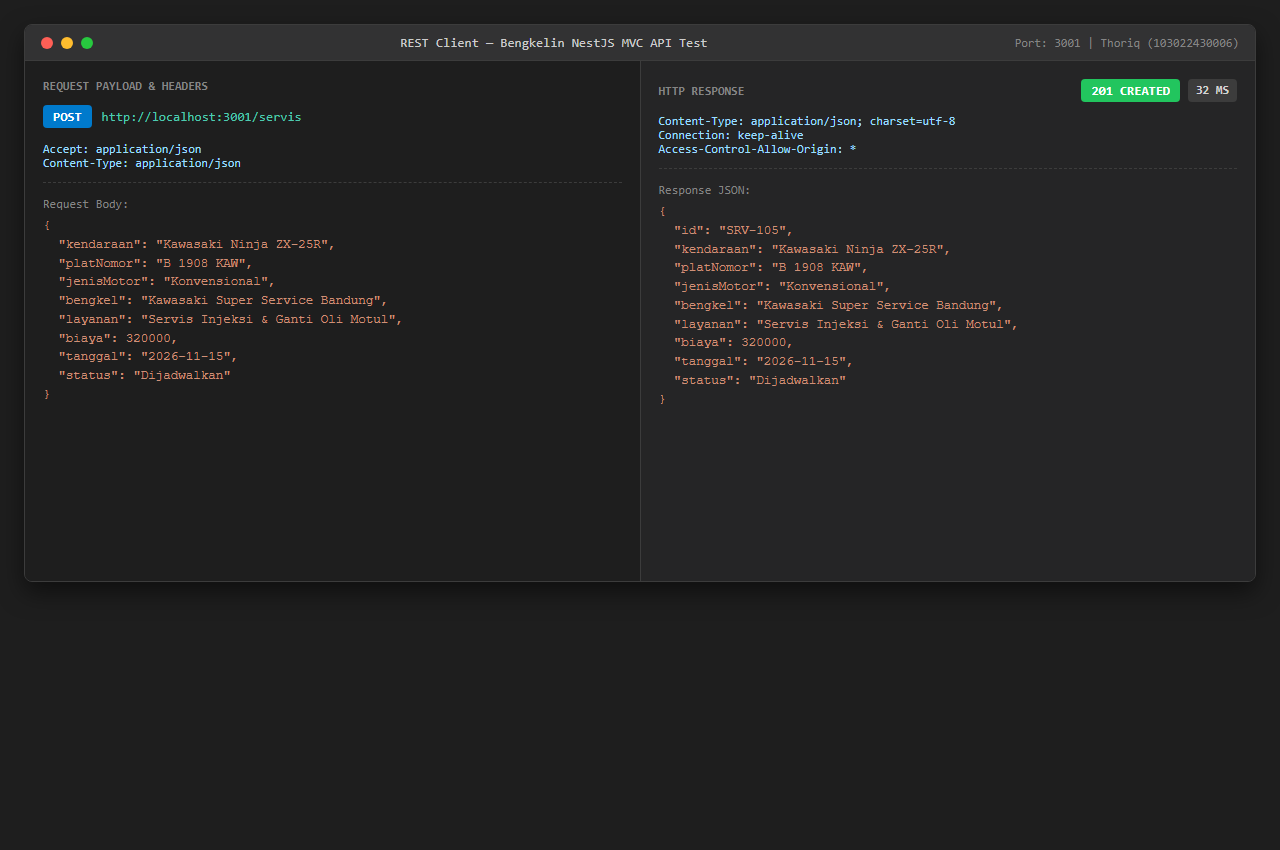 REST Client — Bengkelin NestJS MVC API Test
Port: 3001 | Thoriq (103022430006)
REQUEST PAYLOAD & HEADERS
POST http://localhost:3001/servis
Accept: application/json
Content-Type: application/json
Request Body:
{
  "kendaraan": "Kawasaki Ninja ZX-25R",
  "platNomor": "B 1908 KAW",
  "jenisMotor": "Konvensional",
  "bengkel": "Kawasaki Super Service Bandung",
  "layanan": "Servis Injeksi & Ganti Oli Motul",
  "biaya": 320000,
  "tanggal": "2026-11-15",
  "status": "Dijadwalkan"
}
HTTP RESPONSE
201 CREATED
32 MS
Content-Type: application/json; charset=utf-8
Connection: keep-alive
Access-Control-Allow-Origin: *
Response JSON:
{
  "id": "SRV-105",
  "kendaraan": "Kawasaki Ninja ZX-25R",
  "platNomor": "B 1908 KAW",
  "jenisMotor": "Konvensional",
  "bengkel": "Kawasaki Super Service Bandung",
  "layanan": "Servis Injeksi & Ganti Oli Motul",
  "biaya": 320000,
  "tanggal": "2026-11-15",
  "status": "Dijadwalkan"
}